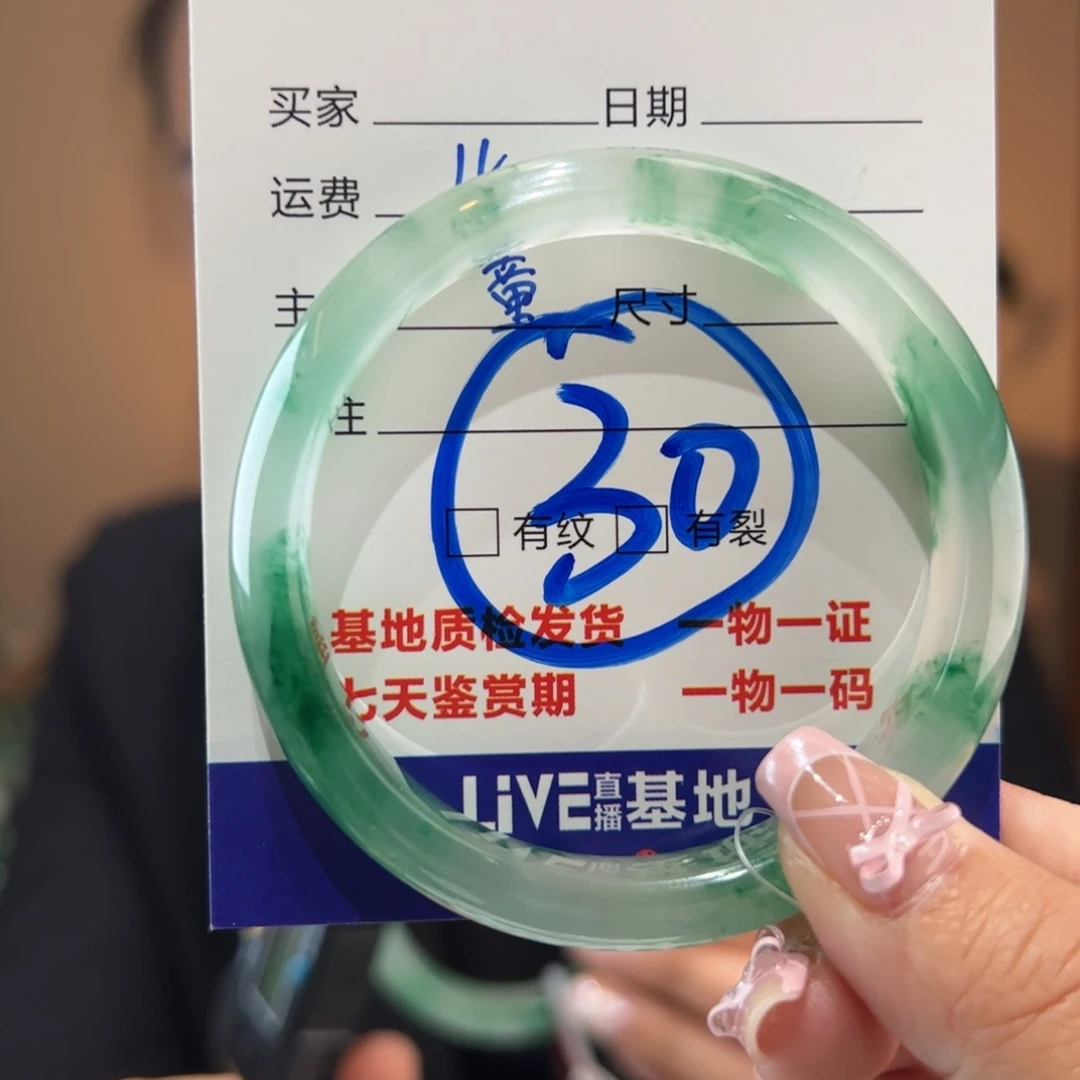 买家 日期
运费
主 尺寸
注
30
有纹 有裂
基地质检发货 一物一证
七天鉴赏期 一物一码
LiVE直播基地